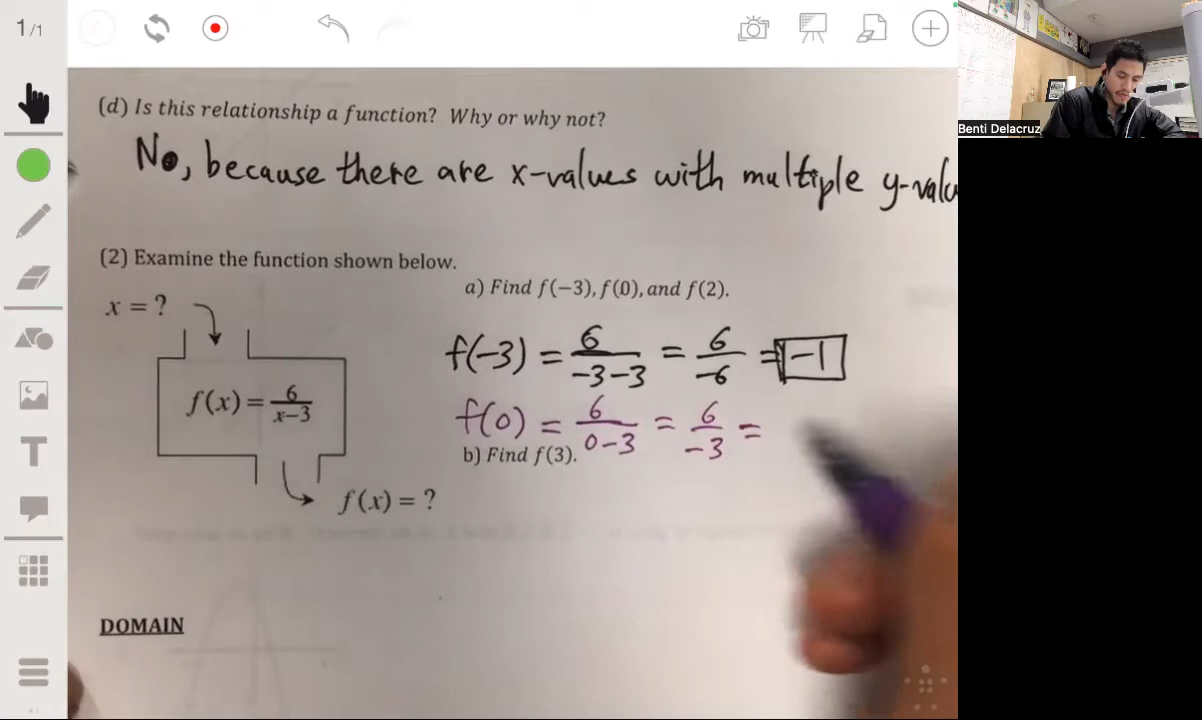 1/1
Benti Delacruz
(d) Is this relationship a function? Why or why not?
No, because there are x-values with multiple y-valu
(2) Examine the function shown below.
a) Find f(−3), f(0), and f(2).
x = ?
f(x) = 6/x−3
f(x) = ?
f(−3) = 6/−3−3 = 6/−6 = −1
f(0) = 6/0−3 = 6/−3 =
b) Find f(3).
DOMAIN
T